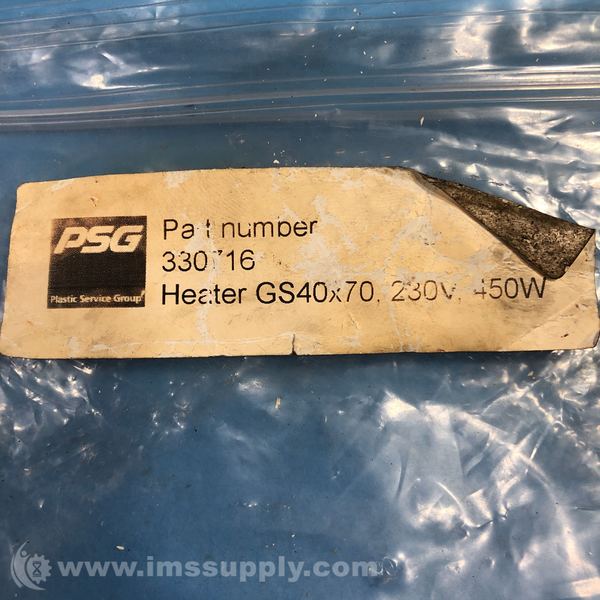 PSG
Plastic Service Group
Part number
330716
Heater GS40x70, 230V, 450W
www.imssupply.com